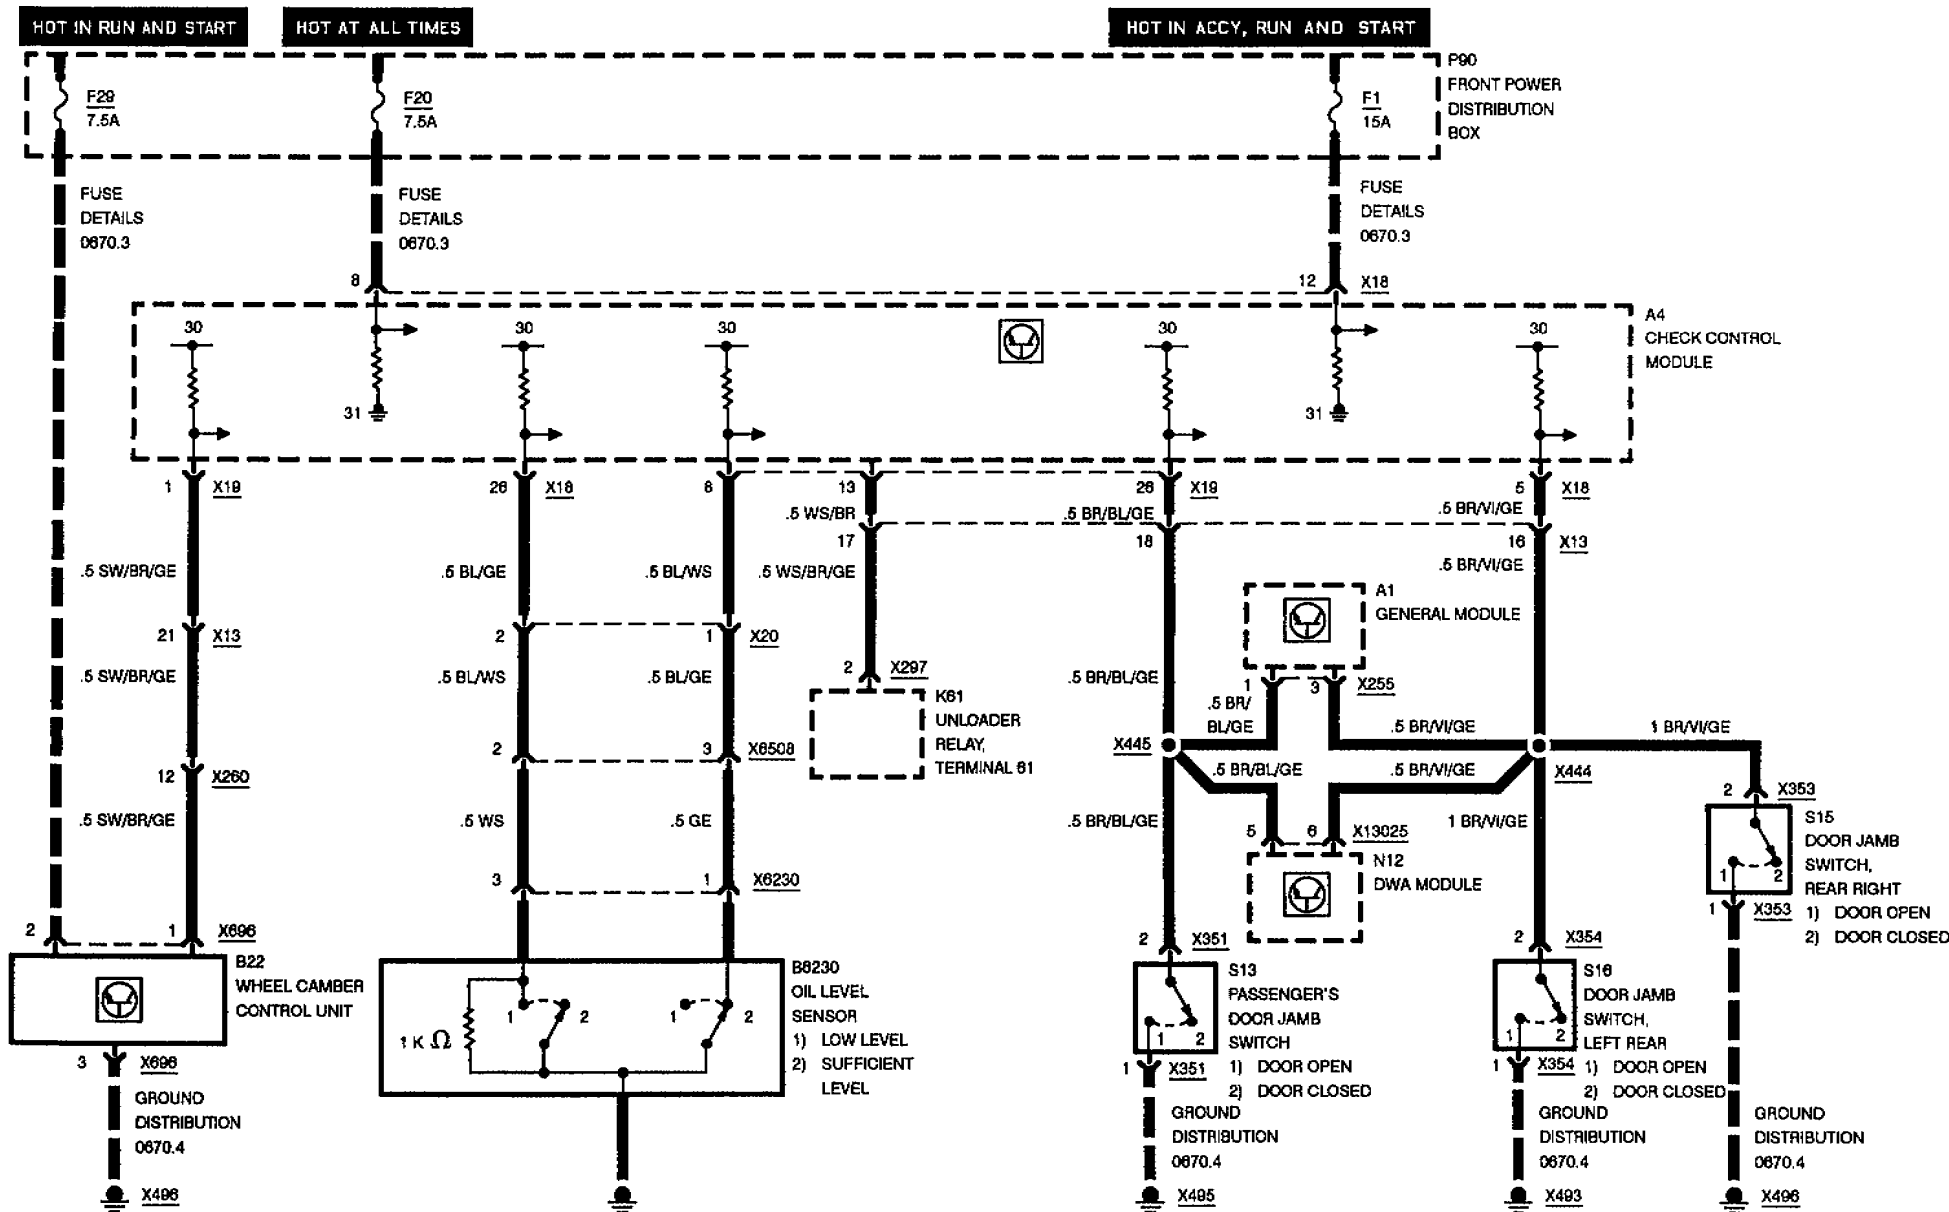 HOT IN RUN AND START
HOT AT ALL TIMES
HOT IN ACCY, RUN AND START
P90
FRONT POWER
DISTRIBUTION
BOX
F29
7.5A
F20
7.5A
F1
15A
FUSE
DETAILS
0670.3
FUSE
DETAILS
0670.3
FUSE
DETAILS
0670.3
8
12
X18
A4
CHECK CONTROL
MODULE
30
30
30
30
30
31
31
1
X19
26
X18
8
13
26
X19
5
X18
.5 WS/BR
.5 BR/BL/GE
.5 BR/VI/GE
17
18
16
X13
.5 SW/BR/GE
.5 BL/GE
.5 BL/WS
.5 WS/BR/GE
.5 BR/VI/GE
A1
GENERAL MODULE
21
X13
2
1
X20
.5 SW/BR/GE
.5 BL/WS
.5 BL/GE
2
X297
.5 BR/BL/GE
1
3
X255
K61
UNLOADER
RELAY,
TERMINAL 61
.5 BR/
BL/GE
.5 BR/VI/GE
1 BR/VI/GE
2
3
X6508
X445
X444
12
X260
.5 BR/BL/GE
.5 BR/VI/GE
2
X353
.5 SW/BR/GE
.5 WS
.5 GE
.5 BR/BL/GE
5
6
X13025
1 BR/VI/GE
S15
DOOR JAMB
SWITCH,
REAR RIGHT
1) DOOR OPEN
2) DOOR CLOSED
1
2
1
X353
N12
DWA MODULE
3
1
X6230
2
1
X696
2
X351
2
X354
B22
WHEEL CAMBER
CONTROL UNIT
B6230
OIL LEVEL
SENSOR
1) LOW LEVEL
2) SUFFICIENT
LEVEL
1
2
1
2
1 K Ω
S13
PASSENGER'S
DOOR JAMB
SWITCH
1) DOOR OPEN
2) DOOR CLOSED
1
2
S16
DOOR JAMB
SWITCH,
LEFT REAR
1) DOOR OPEN
2) DOOR CLOSED
1
2
3
X696
1
X351
1
X354
GROUND
DISTRIBUTION
0670.4
GROUND
DISTRIBUTION
0670.4
GROUND
DISTRIBUTION
0670.4
GROUND
DISTRIBUTION
0670.4
X496
X495
X493
X496